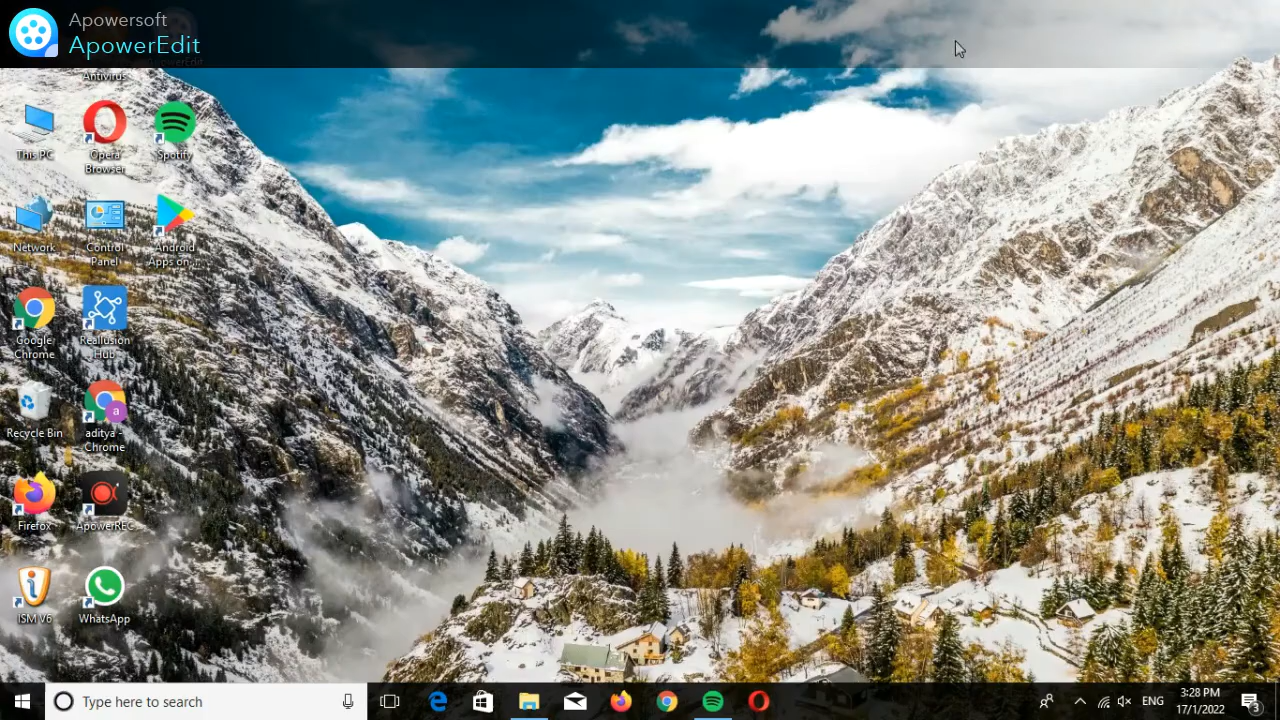 Apowersoft
ApowerEdit
Antivirus
ApowerEdit
This PC
Opera
Browser
Spotify
Network
Control
Panel
Android
Apps on ...
Google
Chrome
Reallusion
Hub
Recycle Bin
aditya -
Chrome
a
Firefox
ApowerREC
ISM V6
WhatsApp
Type here to search
ENG
3:28 PM
17/1/2022
3